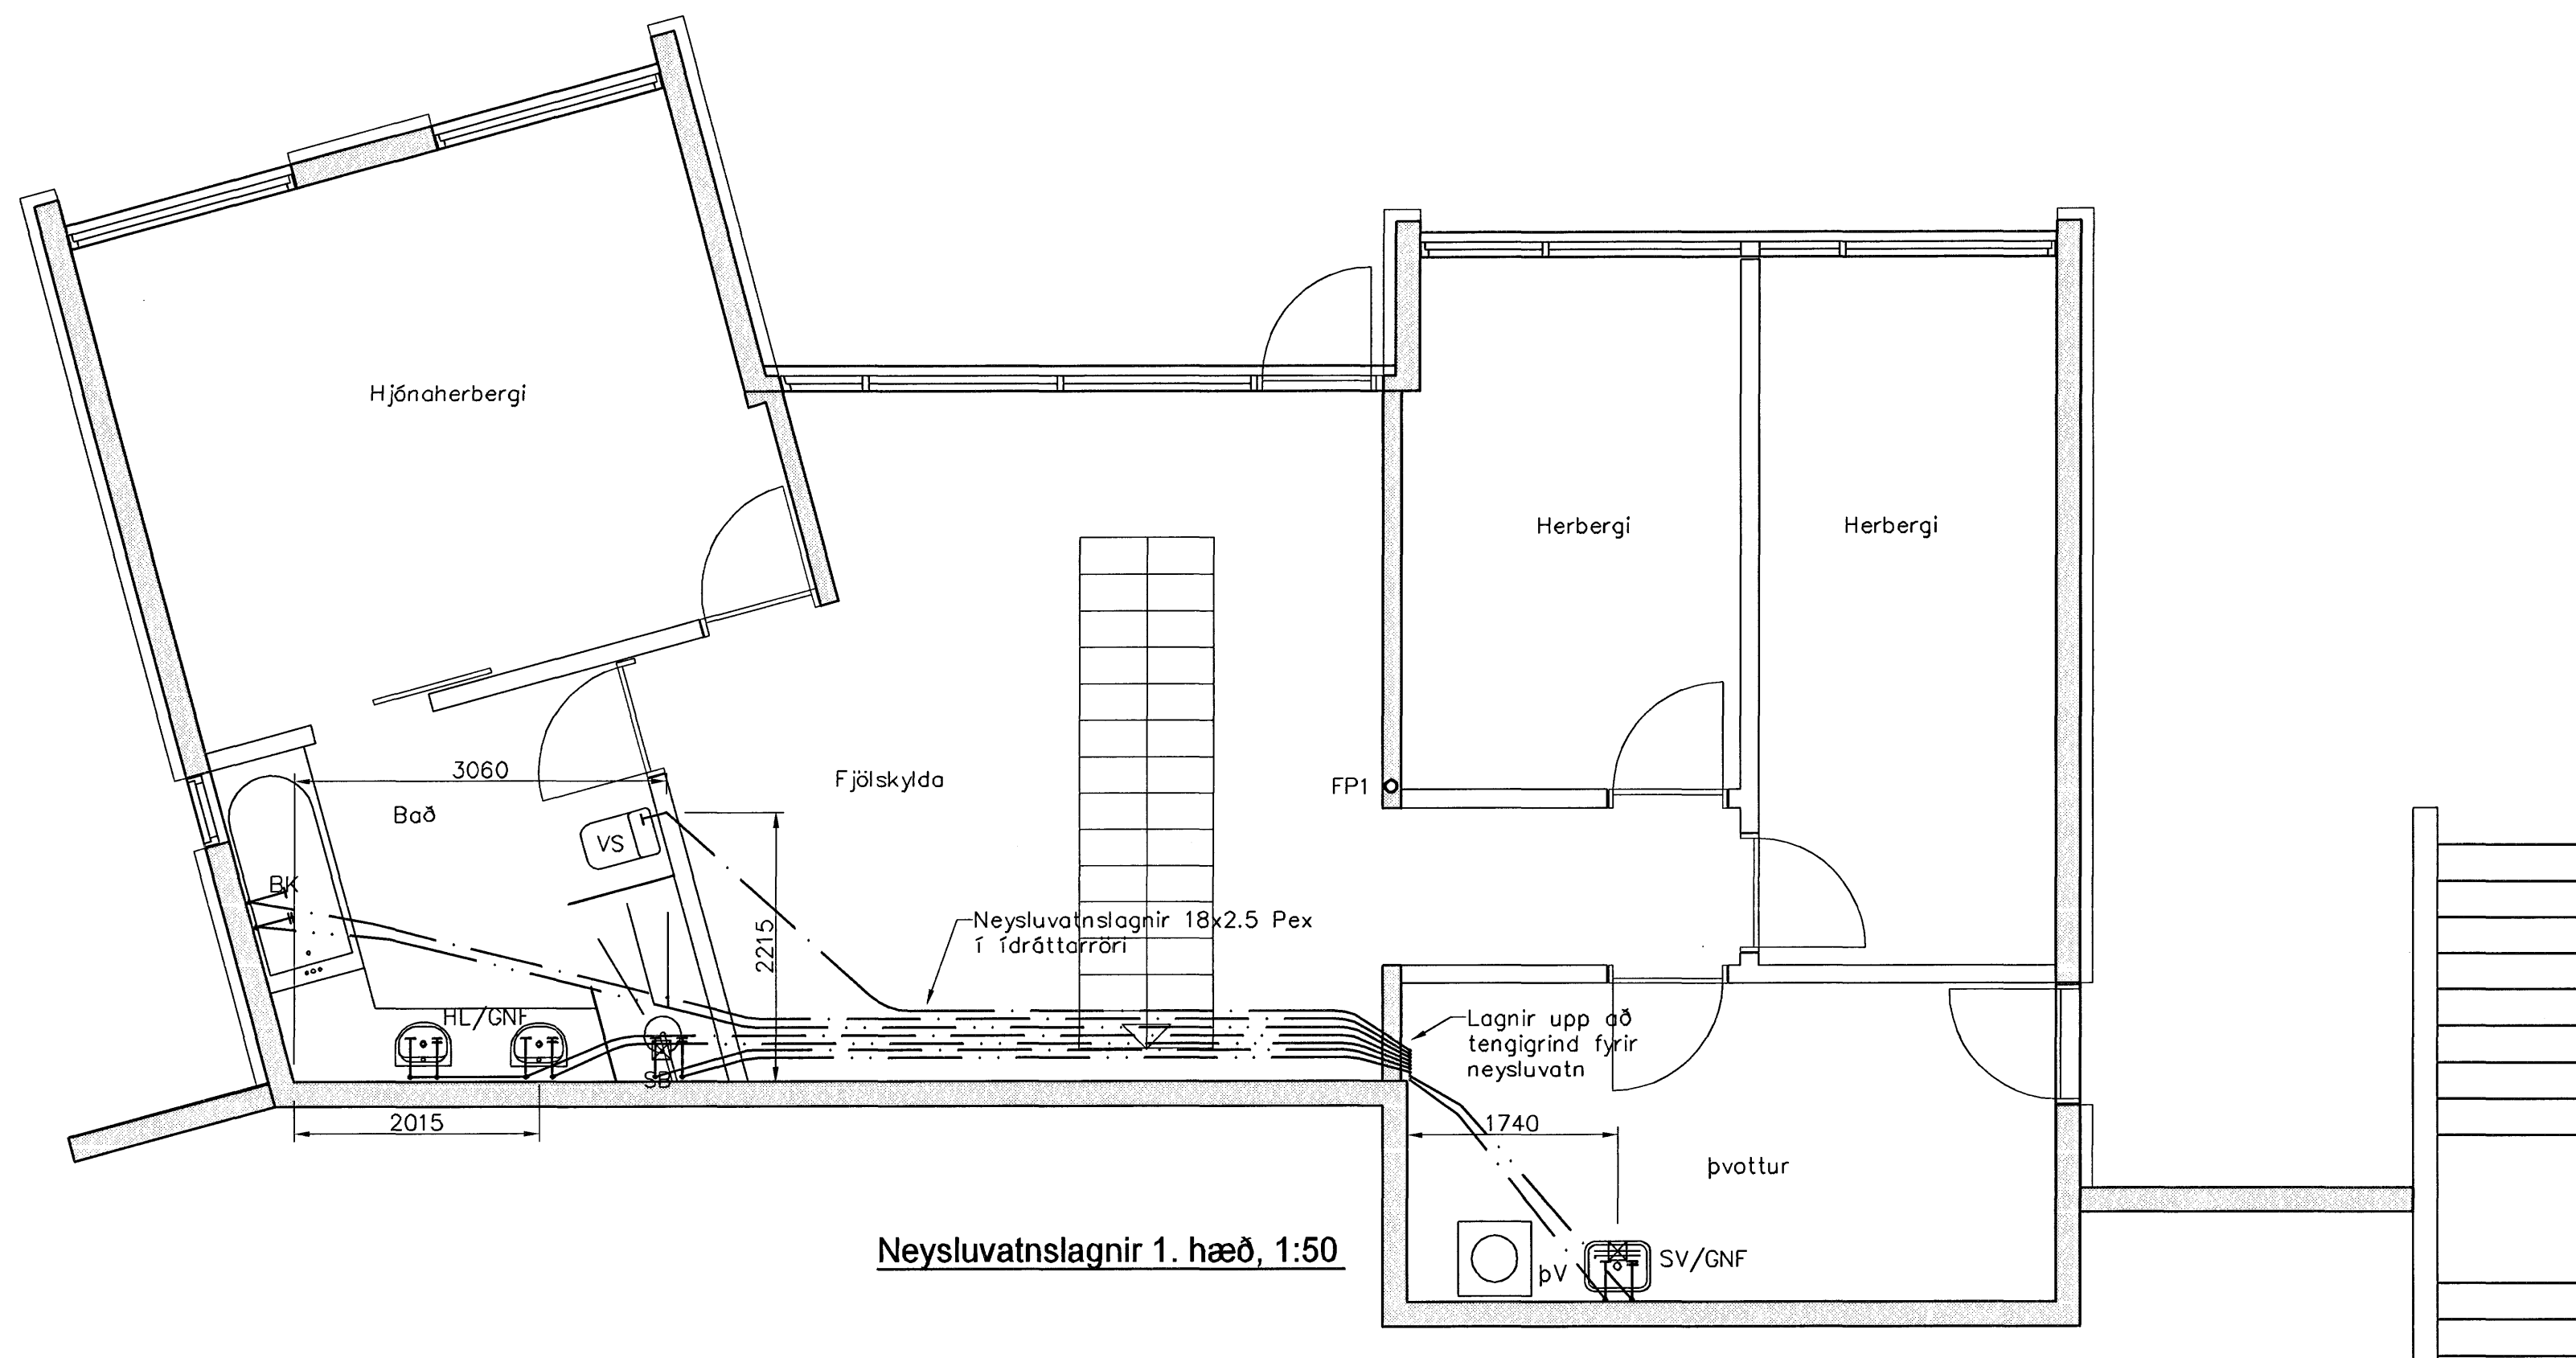 Hjónaherbergi
Herbergi
Herbergi
3060
Fjölskylda
FP1
Bað
VS
BK
Neysluvatnslagnir 18x2.5 Pex
í ídráttarröri
2215
HL/GNF
Lagnir upp að
tengigrind fyrir
neysluvatn
SB
2015
1740
þvottur
Neysluvatnslagnir 1. hæð, 1:50
þV
SV/GNF